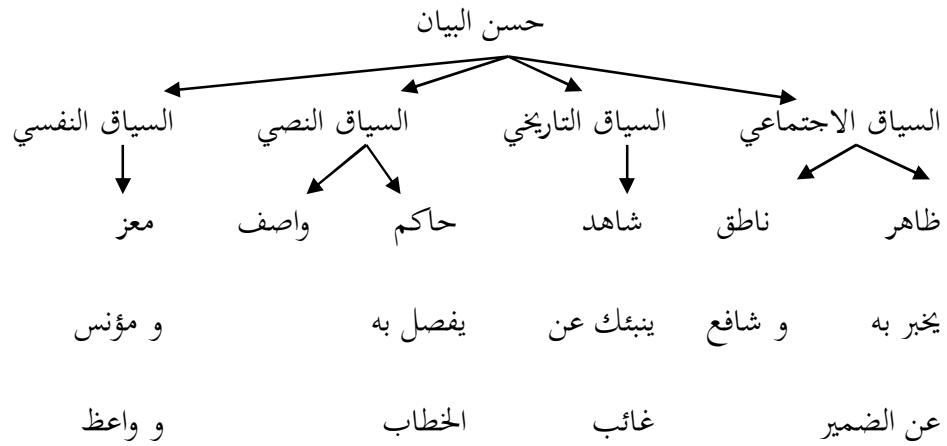 حسن البيان
السياق الاجتماعي السياق التاريخي السياق النصي السياق النفسي
ظاهر ناطق شاهد حاكم واصف معز
يخبر به و شافع ينبئك عن يفصل به و مؤنس
عن الضمير غائب الخطاب و واعظ